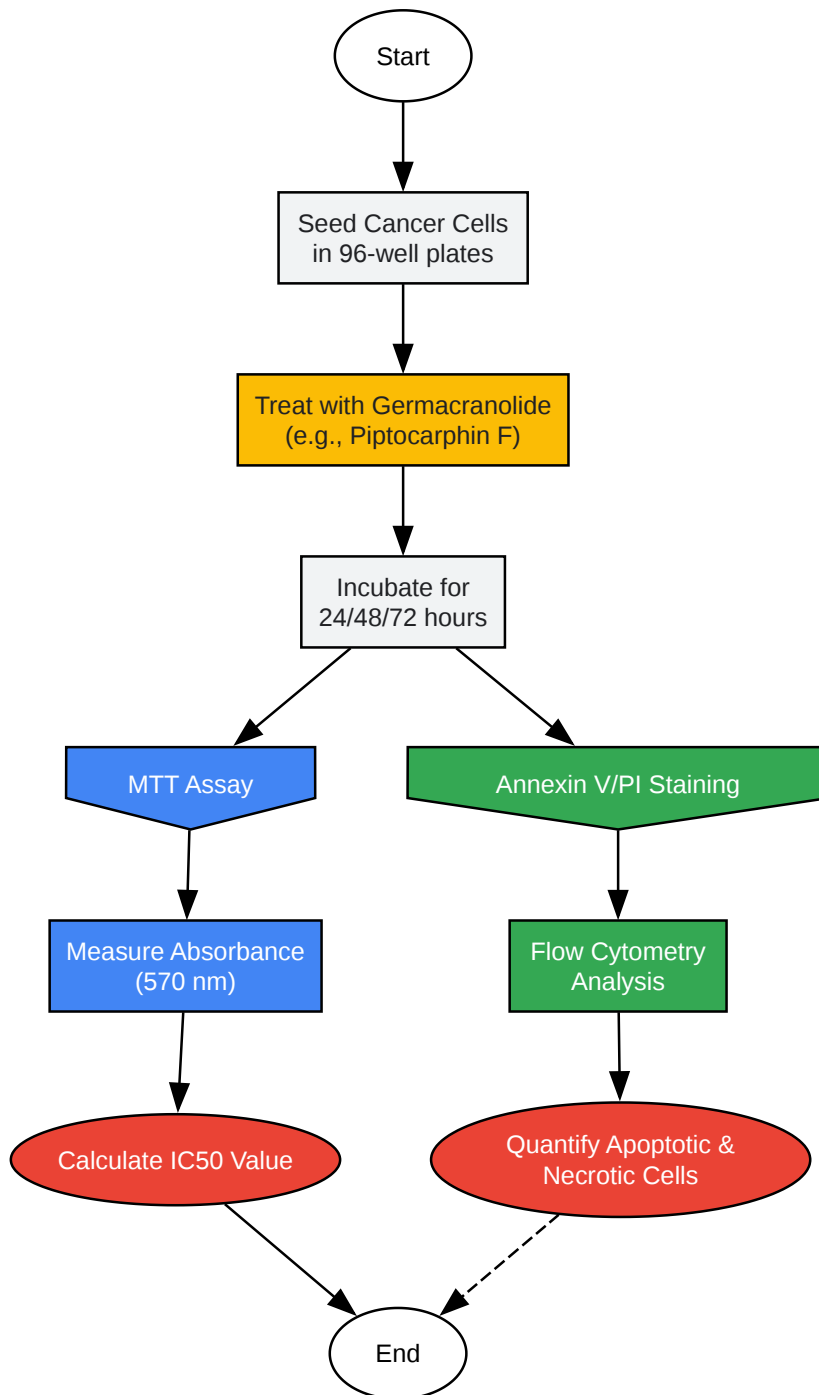 Start
Seed Cancer Cells
in 96-well plates
Treat with Germacranolide
(e.g., Piptocarphin F)
Incubate for
24/48/72 hours
MTT Assay
Annexin V/PI Staining
Measure Absorbance
(570 nm)
Flow Cytometry
Analysis
Calculate IC50 Value
Quantify Apoptotic &
Necrotic Cells
End